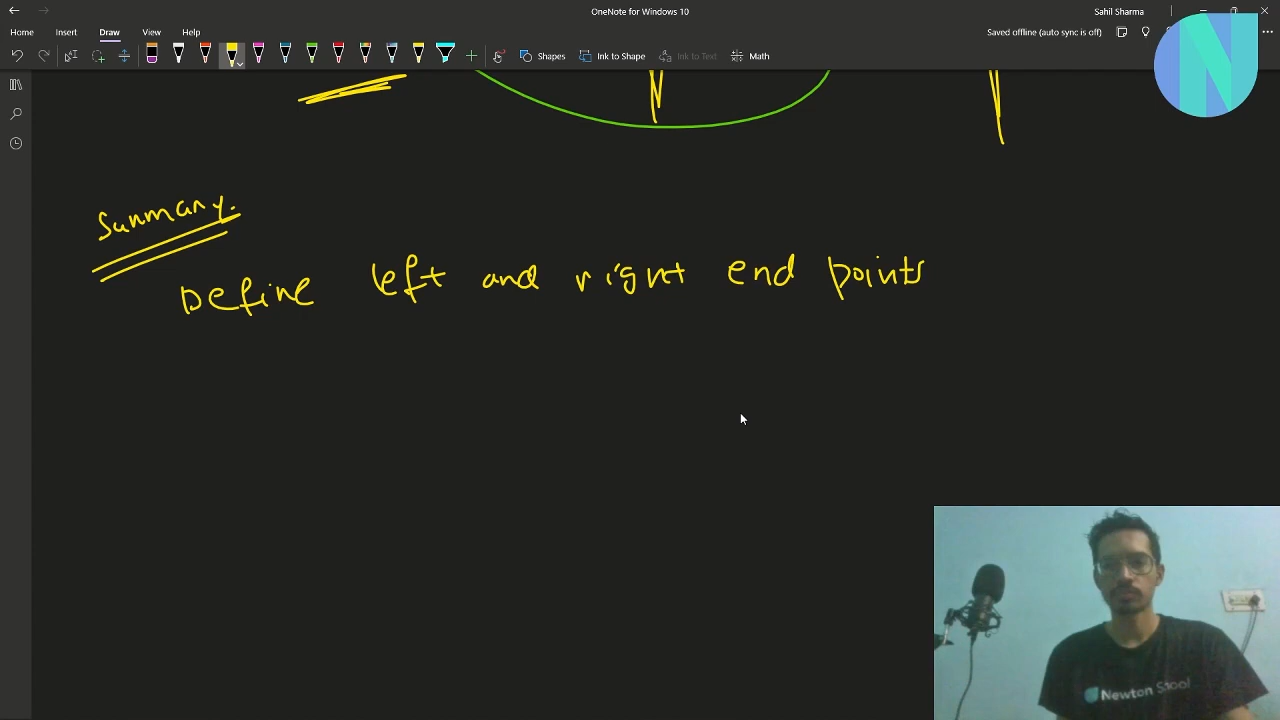 OneNote for Windows 10
Sahil Sharma
Home Insert Draw View Help
Saved offline (auto sync is off)
Shapes Ink to Shape Ink to Text Math
Summary.
Define left and right end points
Newton School